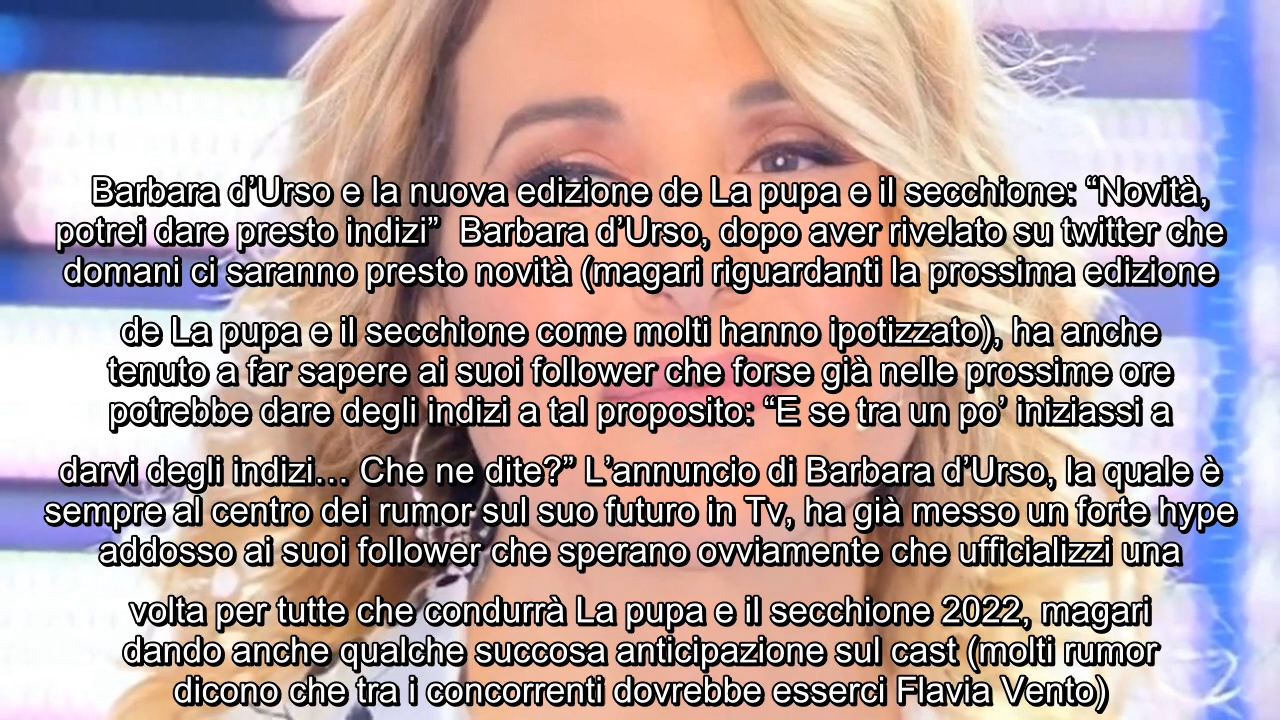 Barbara d’Urso e la nuova edizione de La pupa e il secchione: “Novità,
potrei dare presto indizi”  Barbara d’Urso, dopo aver rivelato su twitter che
domani ci saranno presto novità (magari riguardanti la prossima edizione
de La pupa e il secchione come molti hanno ipotizzato), ha anche
tenuto a far sapere ai suoi follower che forse già nelle prossime ore
potrebbe dare degli indizi a tal proposito: “E se tra un po’ iniziassi a
darvi degli indizi… Che ne dite?” L’annuncio di Barbara d’Urso, la quale è
sempre al centro dei rumor sul suo futuro in Tv, ha già messo un forte hype
addosso ai suoi follower che sperano ovviamente che ufficializzi una
volta per tutte che condurrà La pupa e il secchione 2022, magari
dando anche qualche succosa anticipazione sul cast (molti rumor
dicono che tra i concorrenti dovrebbe esserci Flavia Vento)